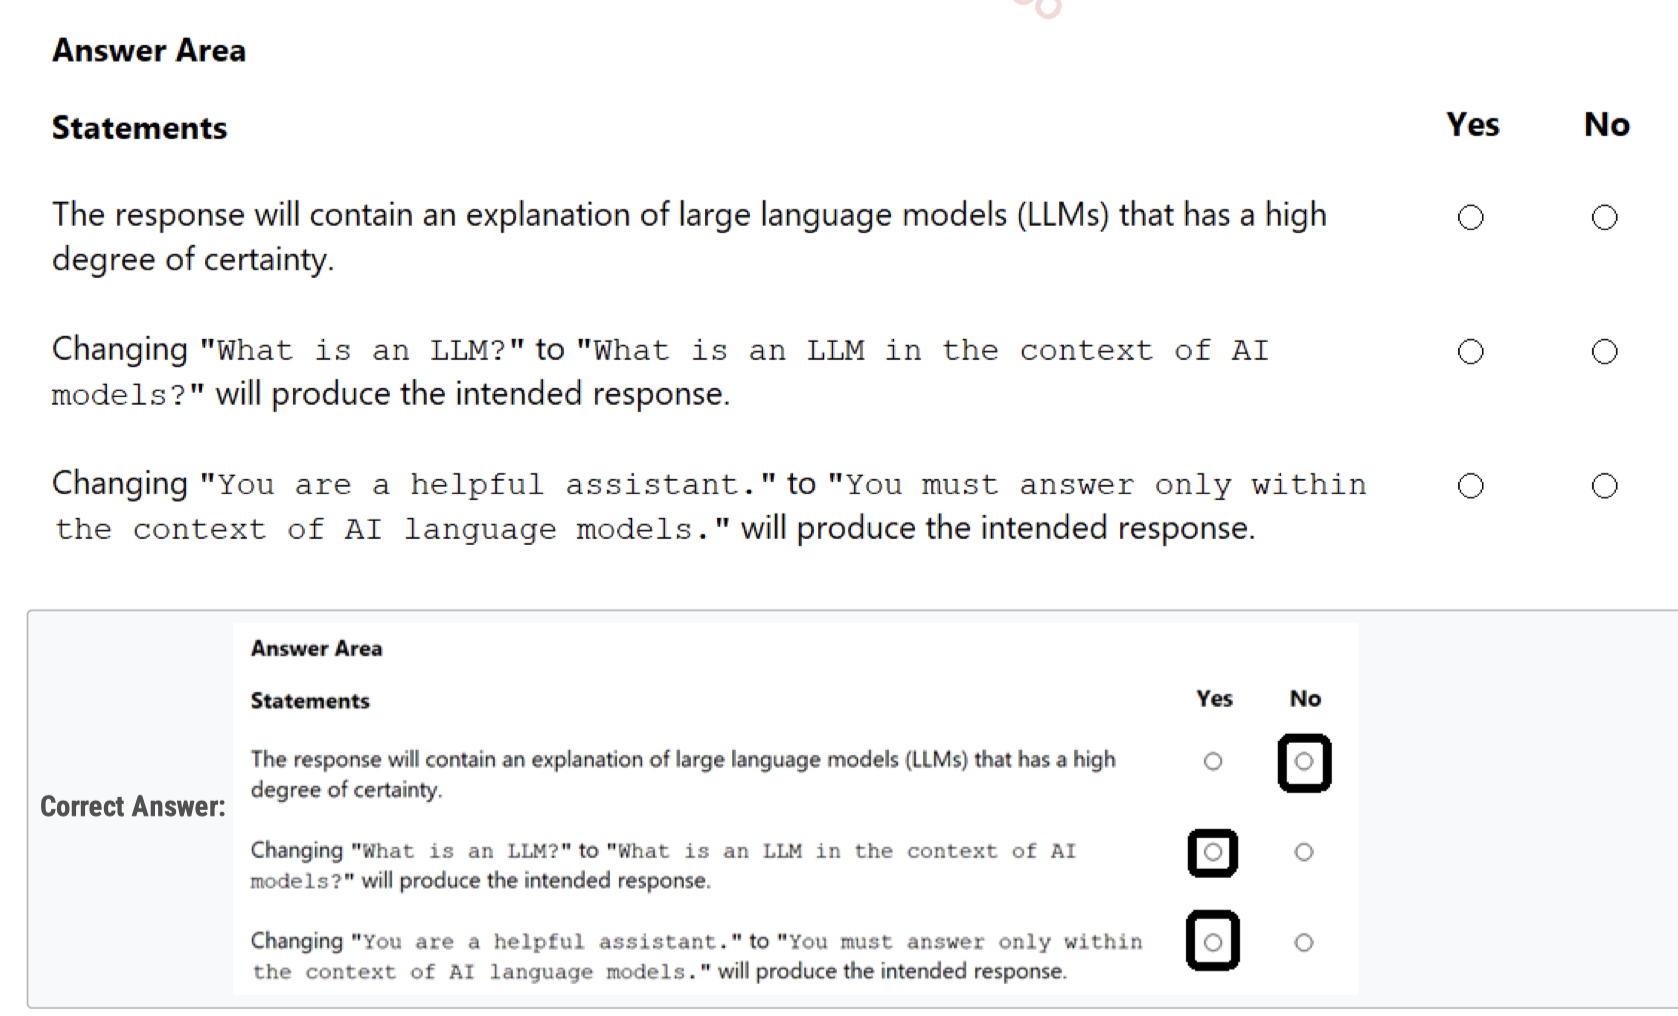 Answer Area
Statements
Yes No
The response will contain an explanation of large language models (LLMs) that has a high
degree of certainty.
Changing "What is an LLM?" to "What is an LLM in the context of AI
models?" will produce the intended response.
Changing "You are a helpful assistant." to "You must answer only within
the context of AI language models." will produce the intended response.
Correct Answer:
Answer Area
Statements
Yes No
The response will contain an explanation of large language models (LLMs) that has a high
degree of certainty.
Changing "What is an LLM?" to "What is an LLM in the context of AI
models?" will produce the intended response.
Changing "You are a helpful assistant." to "You must answer only within
the context of AI language models." will produce the intended response.